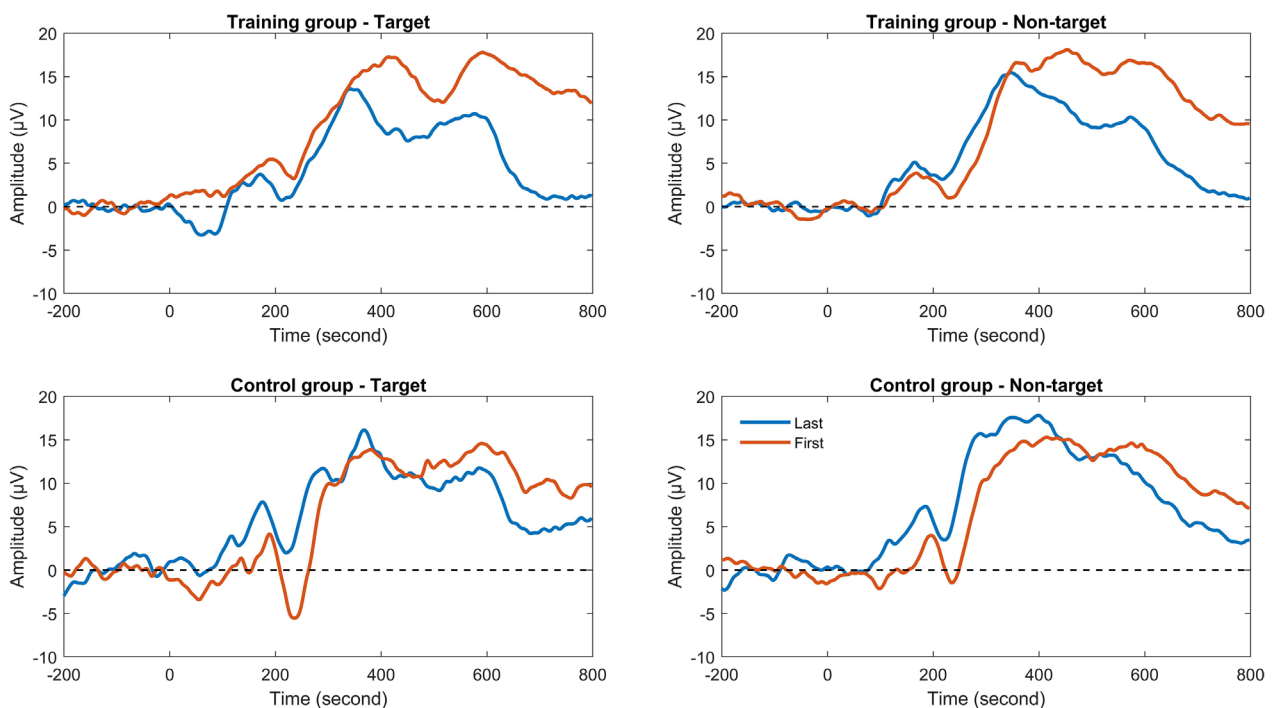 Training group - Target
20
15
10
5
0
-5
-10
Amplitude (µV)
-200 0 200 400 600 800
Time (second)
Training group - Non-target
20
15
10
5
0
-5
-10
Amplitude (µV)
-200 0 200 400 600 800
Time (second)
Control group - Target
20
15
10
5
0
-5
-10
Amplitude (µV)
-200 0 200 400 600 800
Time (second)
Control group - Non-target
Last
First
20
15
10
5
0
-5
-10
Amplitude (µV)
-200 0 200 400 600 800
Time (second)